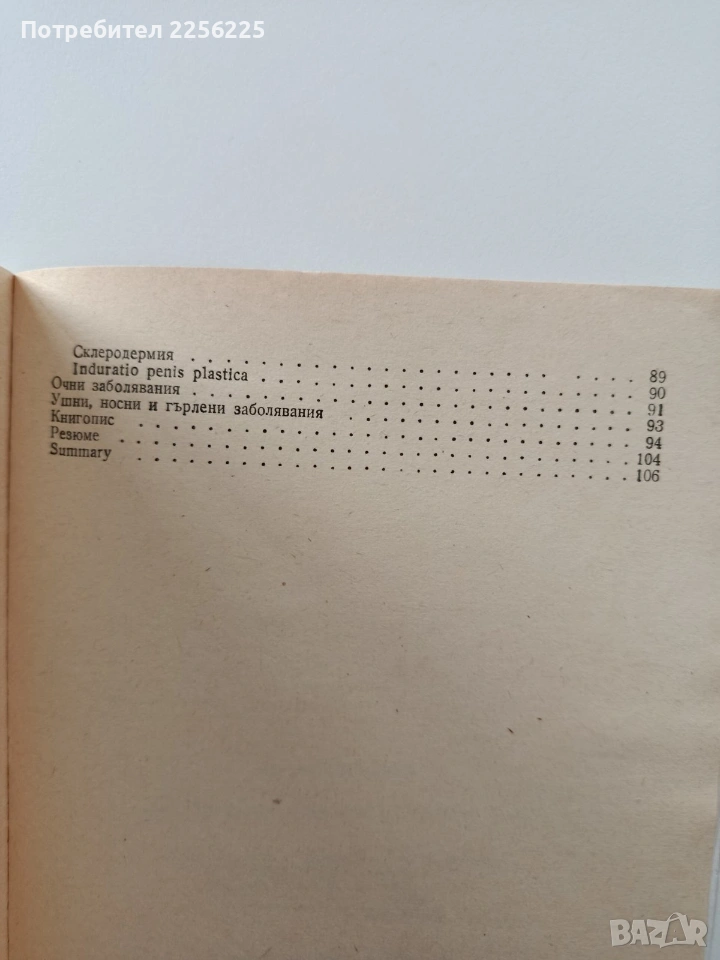 Потребител 2256225
Склеродермия . . . . . . . . . . . . . . . . . . . . . . 89
Induratio penis plastica . . . . . . . . . . . . . . . . . . . . 90
Очни заболявания . . . . . . . . . . . . . . . . . . . . . . 91
Ушни, носни и гърлени заболявания . . . . . . . . . . . . . . . 93
Книгопис . . . . . . . . . . . . . . . . . . . . . . . . . 94
Резюме . . . . . . . . . . . . . . . . . . . . . . . . . . 104
Summary . . . . . . . . . . . . . . . . . . . . . . . . . 106
BAZAR